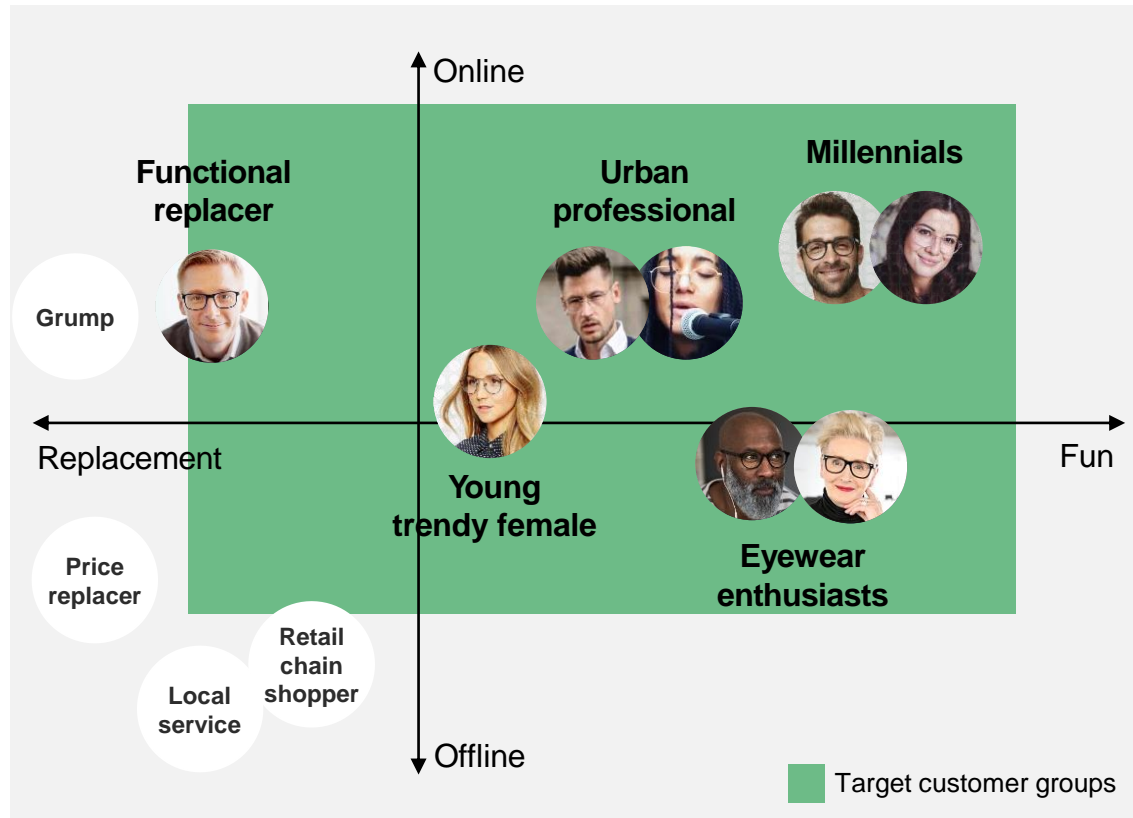 Online
Millennials
Functional
replacer
Urban
professional
Grump
Replacement
Fun
Young
trendy female
Eyewear
enthusiasts
Price
replacer
Retail
chain
shopper
Local
service
Offline
Target customer groups